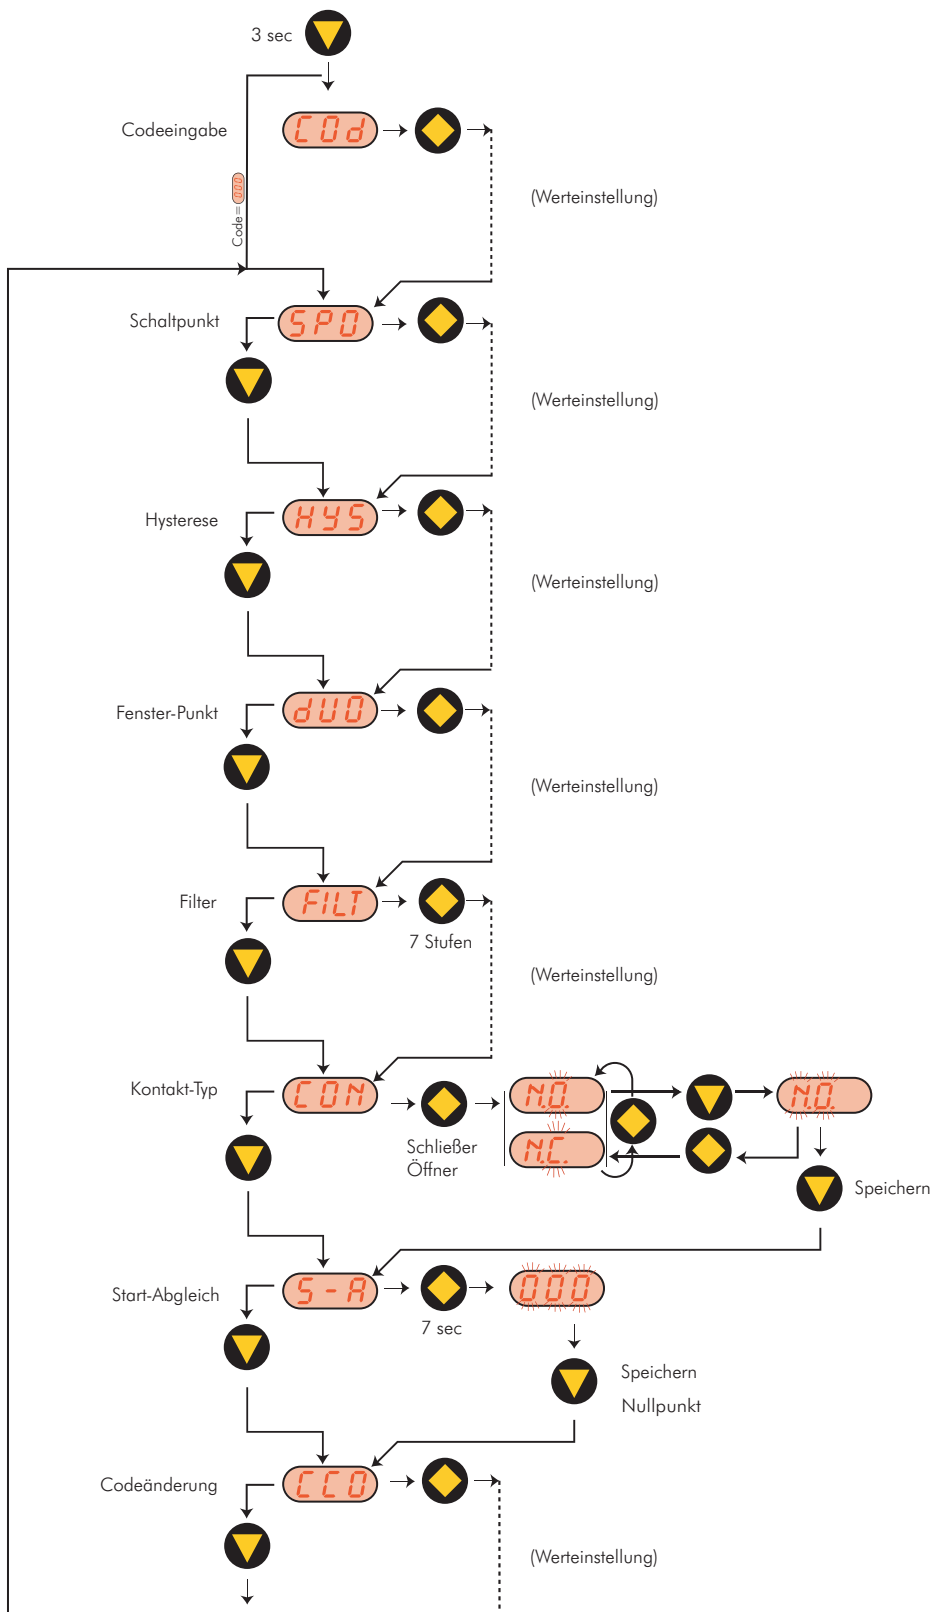 3 sec
Codeeingabe
COd
(Werteinstellung)
Code= 000
Schaltpunkt
SPO
(Werteinstellung)
Hysterese
HYS
(Werteinstellung)
Fenster-Punkt
dUO
(Werteinstellung)
Filter
FILT
7 Stufen
(Werteinstellung)
Kontakt-Typ
CON
N.O.
N.O.
N.C.
Schließer
Öffner
Speichern
Start-Abgleich
S-A
000
7 sec
Speichern
Nullpunkt
Codeänderung
CCO
(Werteinstellung)